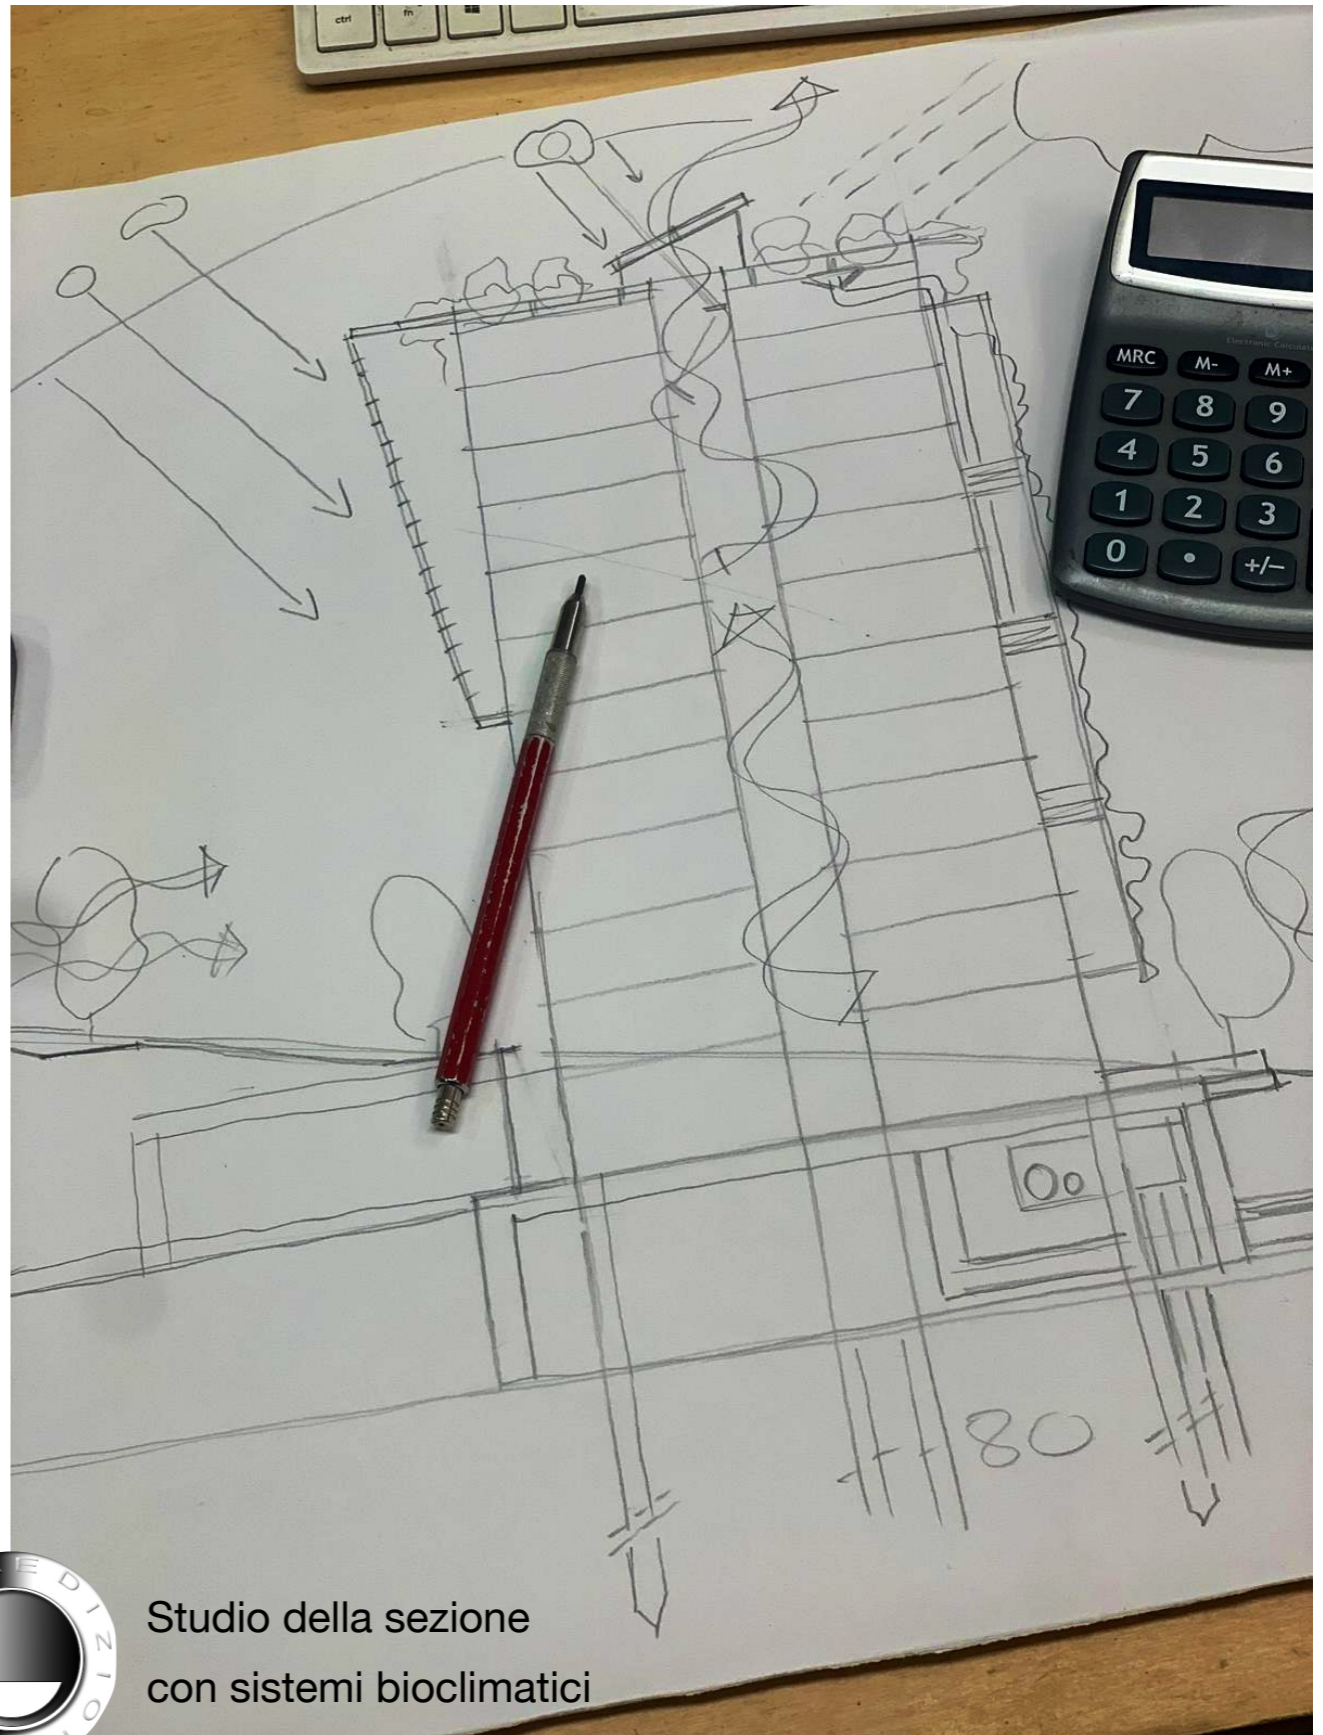 ctrl
fn
MRC M- M+
7 8 9
4 5 6
1 2 3
0 • +/−
80
EDIZIO
Studio della sezione
con sistemi bioclimatici